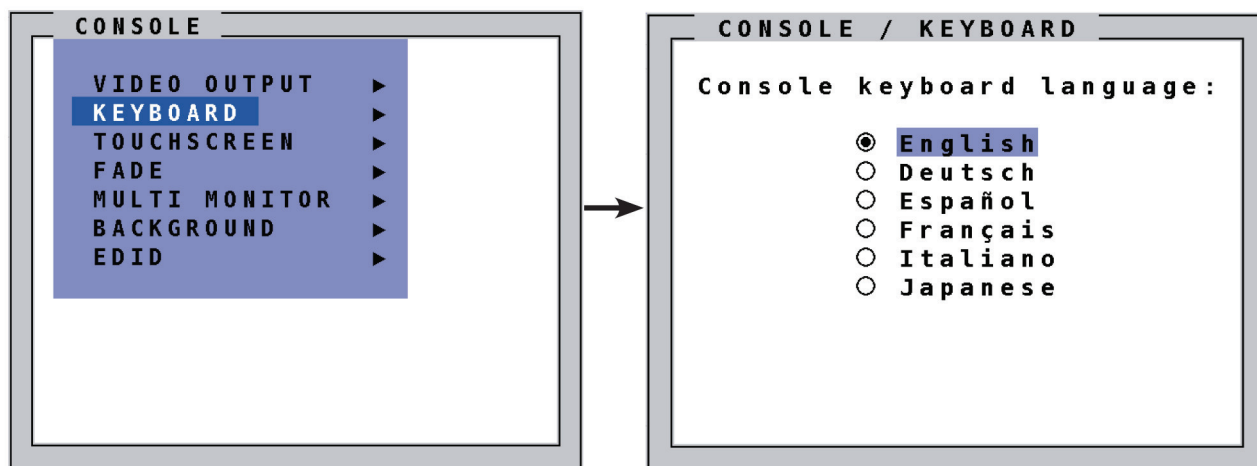 CONSOLE
VIDEO OUTPUT
KEYBOARD
TOUCHSCREEN
FADE
MULTI MONITOR
BACKGROUND
EDID
CONSOLE / KEYBOARD
Console keyboard language:
English
Deutsch
Español
Français
Italiano
Japanese